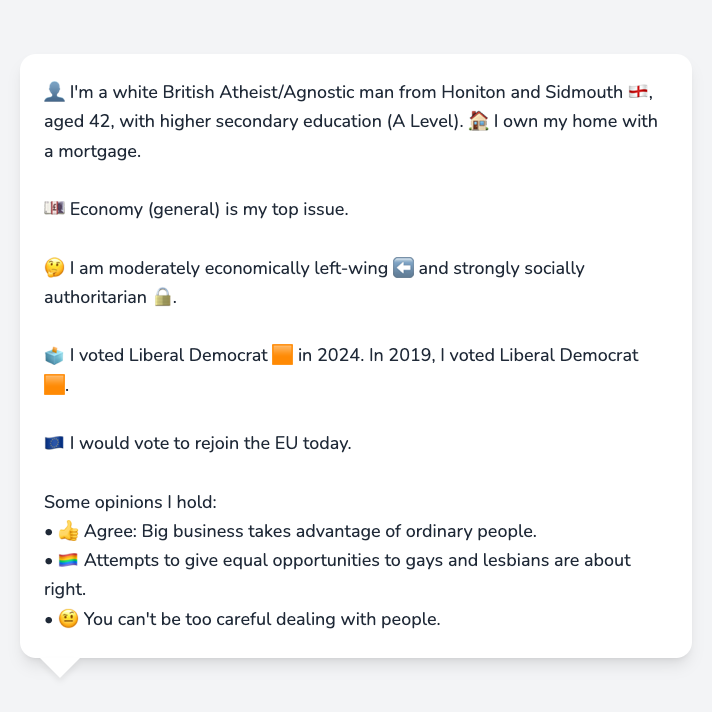 👤 I'm a white British Atheist/Agnostic man from Honiton and Sidmouth 🏴󠁧󠁢󠁥󠁮󠁧󠁿,
aged 42, with higher secondary education (A Level). 🏠 I own my home with
a mortgage.
💷 Economy (general) is my top issue.
🤔 I am moderately economically left-wing ⬅️ and strongly socially
authoritarian 🔒.
🗳️ I voted Liberal Democrat 🟧 in 2024. In 2019, I voted Liberal Democrat
🟧.
🇪🇺 I would vote to rejoin the EU today.
Some opinions I hold:
• 👍 Agree: Big business takes advantage of ordinary people.
• 🏳️‍🌈 Attempts to give equal opportunities to gays and lesbians are about
right.
• 🤨 You can't be too careful dealing with people.